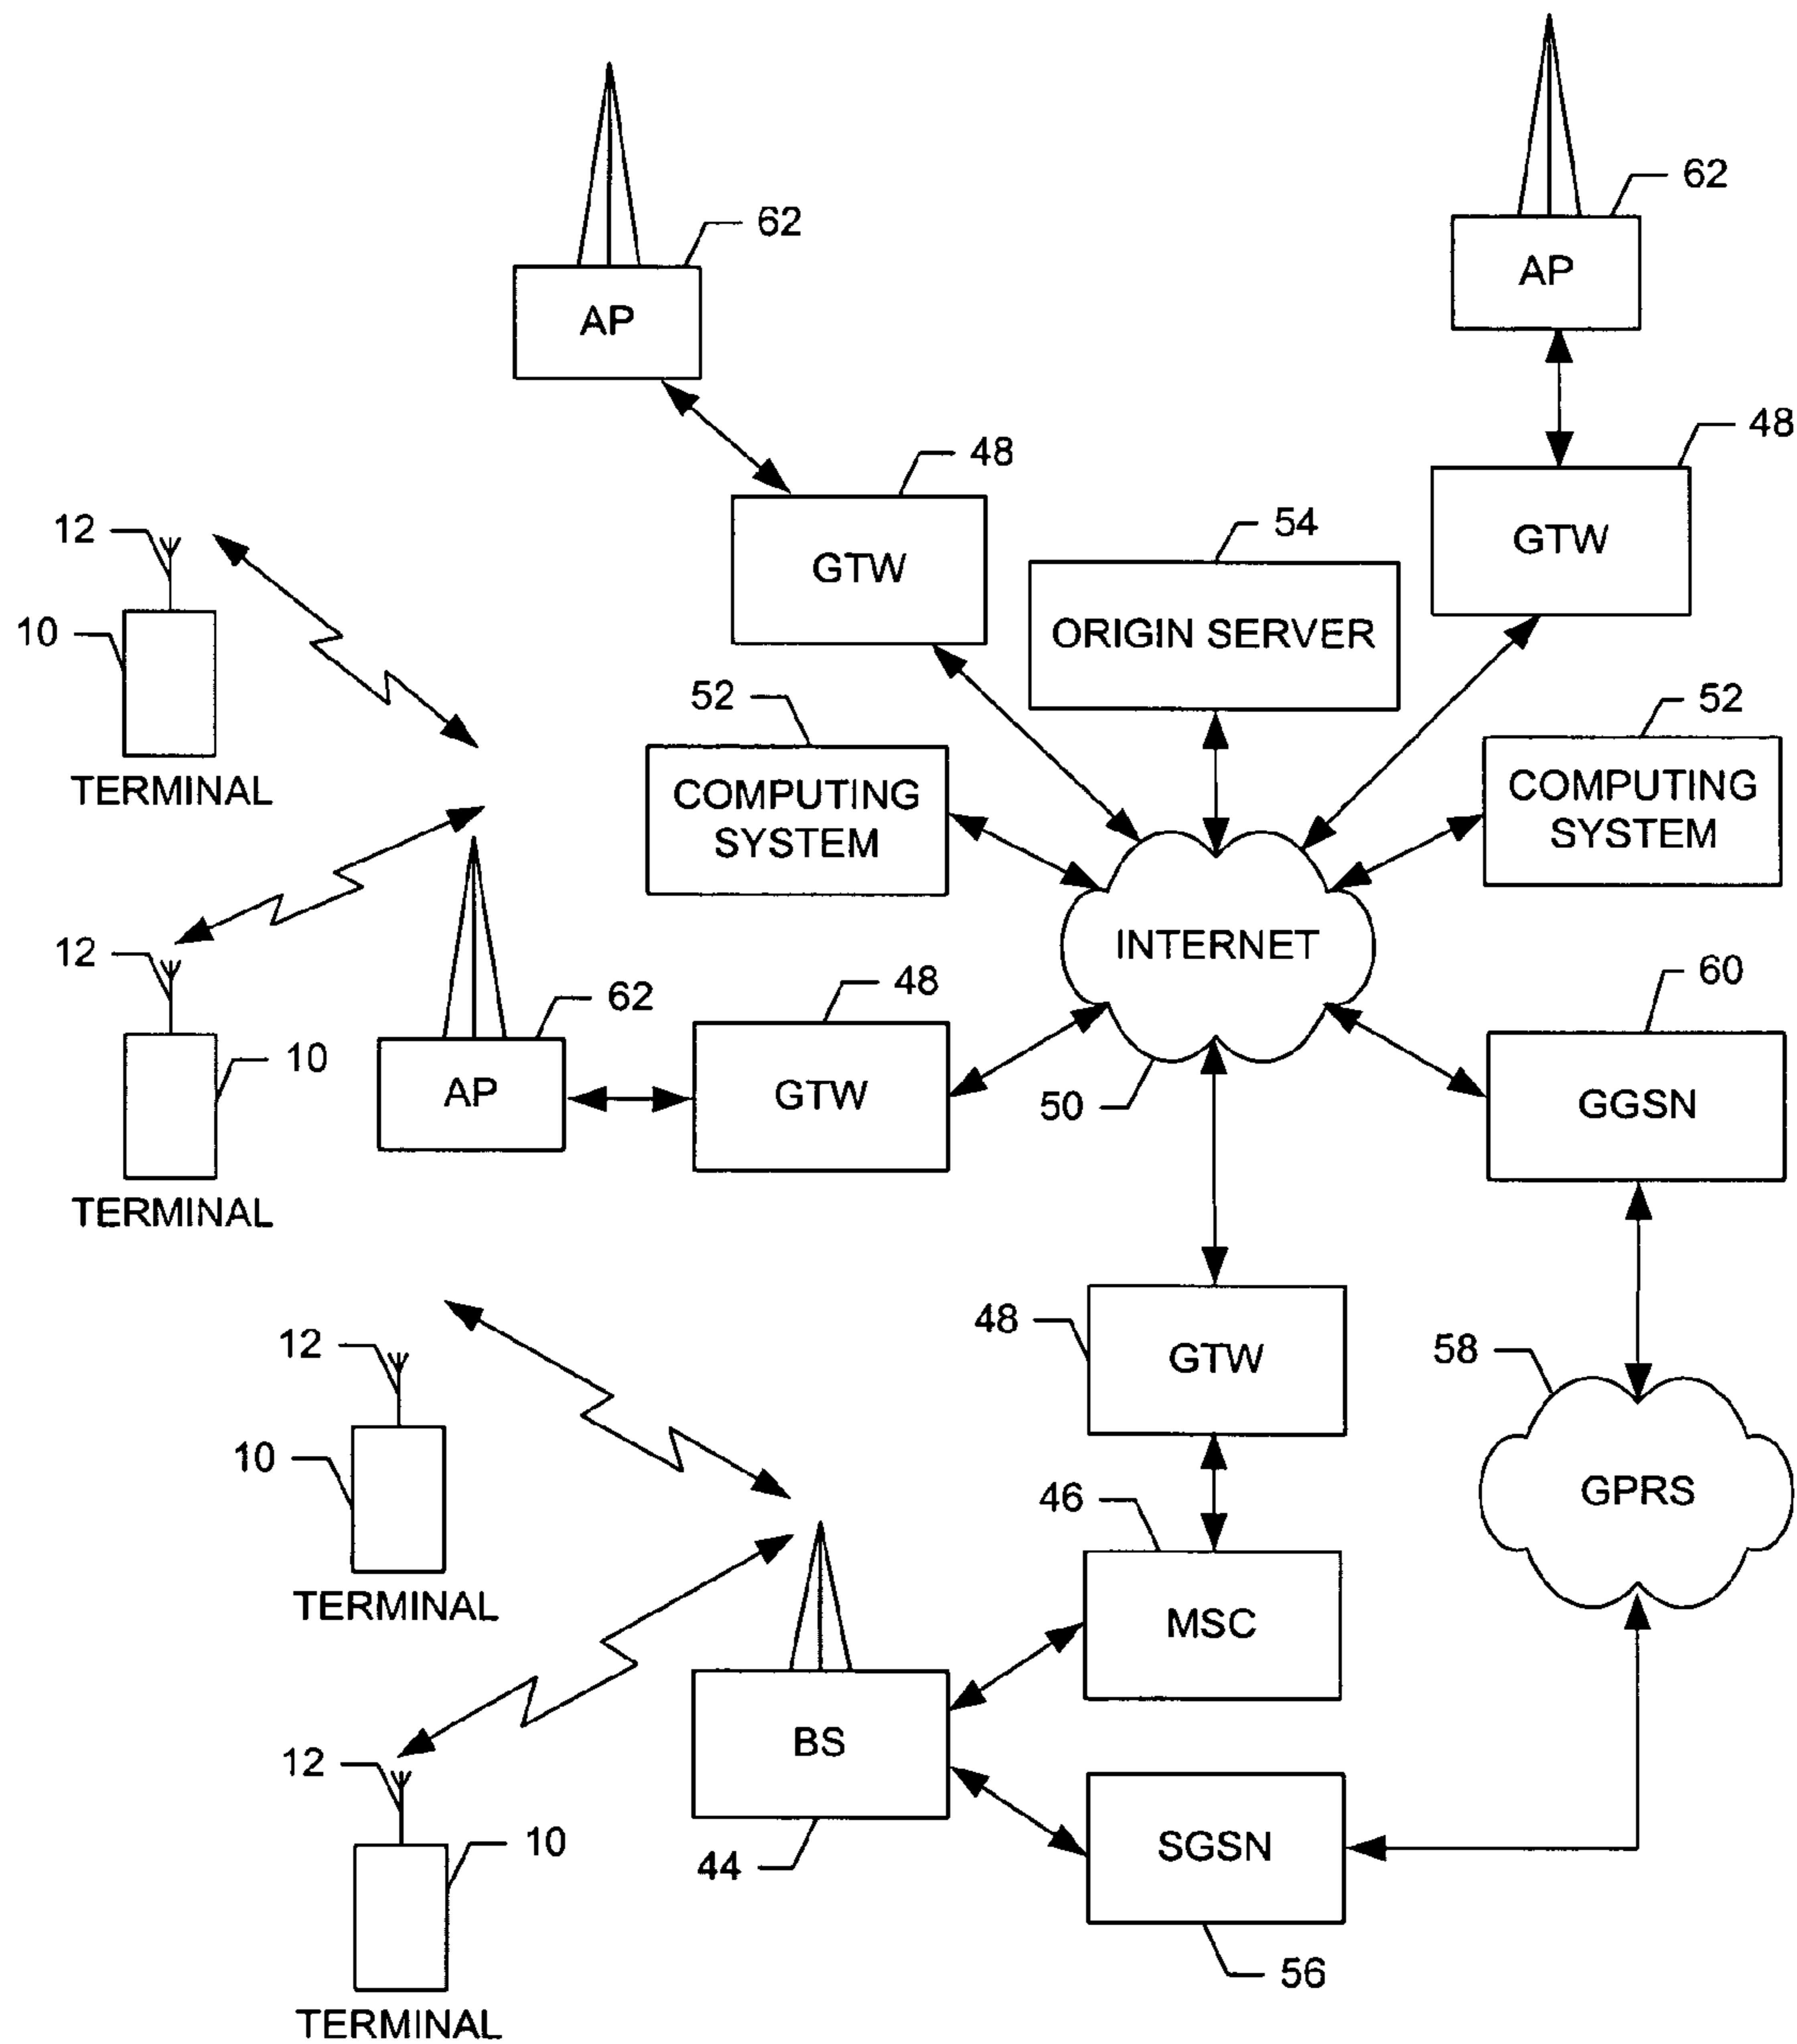 62
AP
62
AP
48
GTW
48
GTW
54
ORIGIN SERVER
12
10
TERMINAL
52
COMPUTING
SYSTEM
52
COMPUTING
SYSTEM
INTERNET
50
12
10
TERMINAL
62
AP
48
GTW
60
GGSN
48
GTW
58
GPRS
12
10
TERMINAL
46
MSC
BS
44
SGSN
56
12
10
TERMINAL